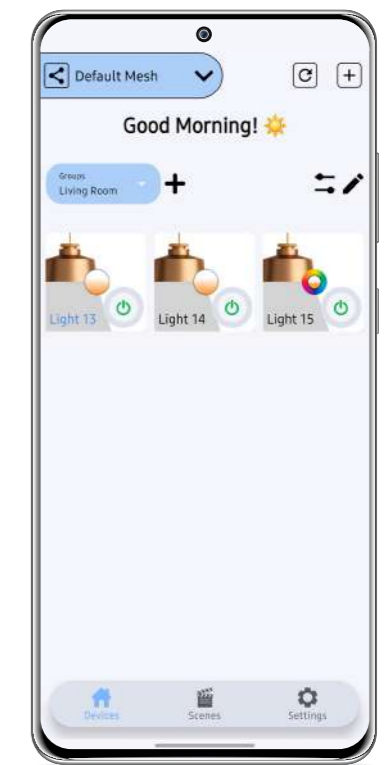 Default Mesh
Good Morning!
Groups
Living Room
Light 13
Light 14
Light 15
Devices
Scenes
Settings